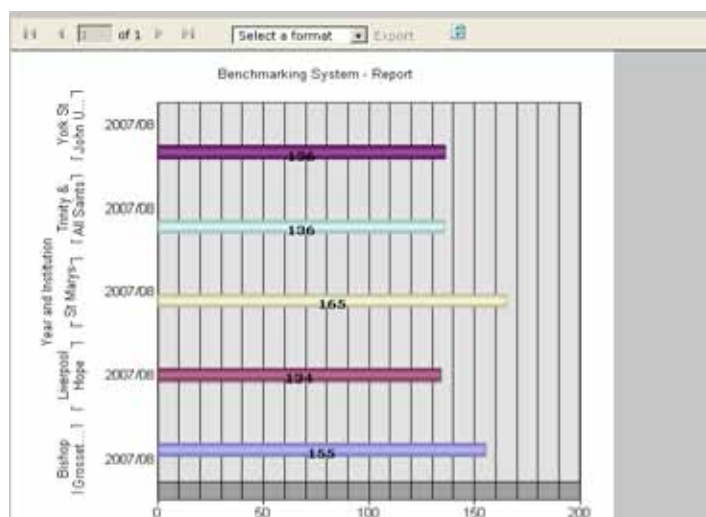 of 1
Select a format
Export
Benchmarking System - Report
Year and Institution
York St
John U...
2007/08
136
Trinity &
All Saints
2007/08
136
St Marys
2007/08
165
Liverpool
Hope
2007/08
134
Bishop
Grosset...
2007/08
155
0
50
100
150
200